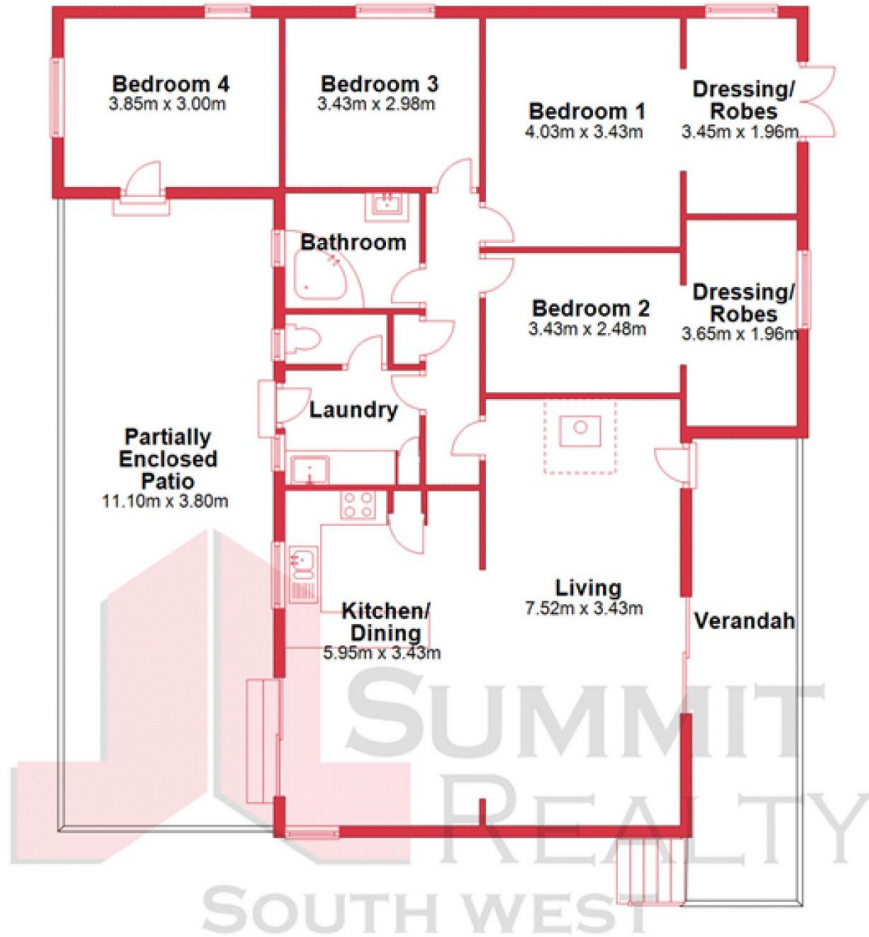 Bedroom 4
3.85m x 3.00m
Bedroom 3
3.43m x 2.98m
Bedroom 1
4.03m x 3.43m
Dressing/
Robes
3.45m x 1.96m
Bathroom
Bedroom 2
3.43m x 2.48m
Dressing/
Robes
3.65m x 1.96m
Laundry
Partially
Enclosed
Patio
11.10m x 3.80m
Kitchen/
Dining
5.95m x 3.43m
Living
7.52m x 3.43m
Verandah
SUMMIT
REALTY
SOUTH WEST